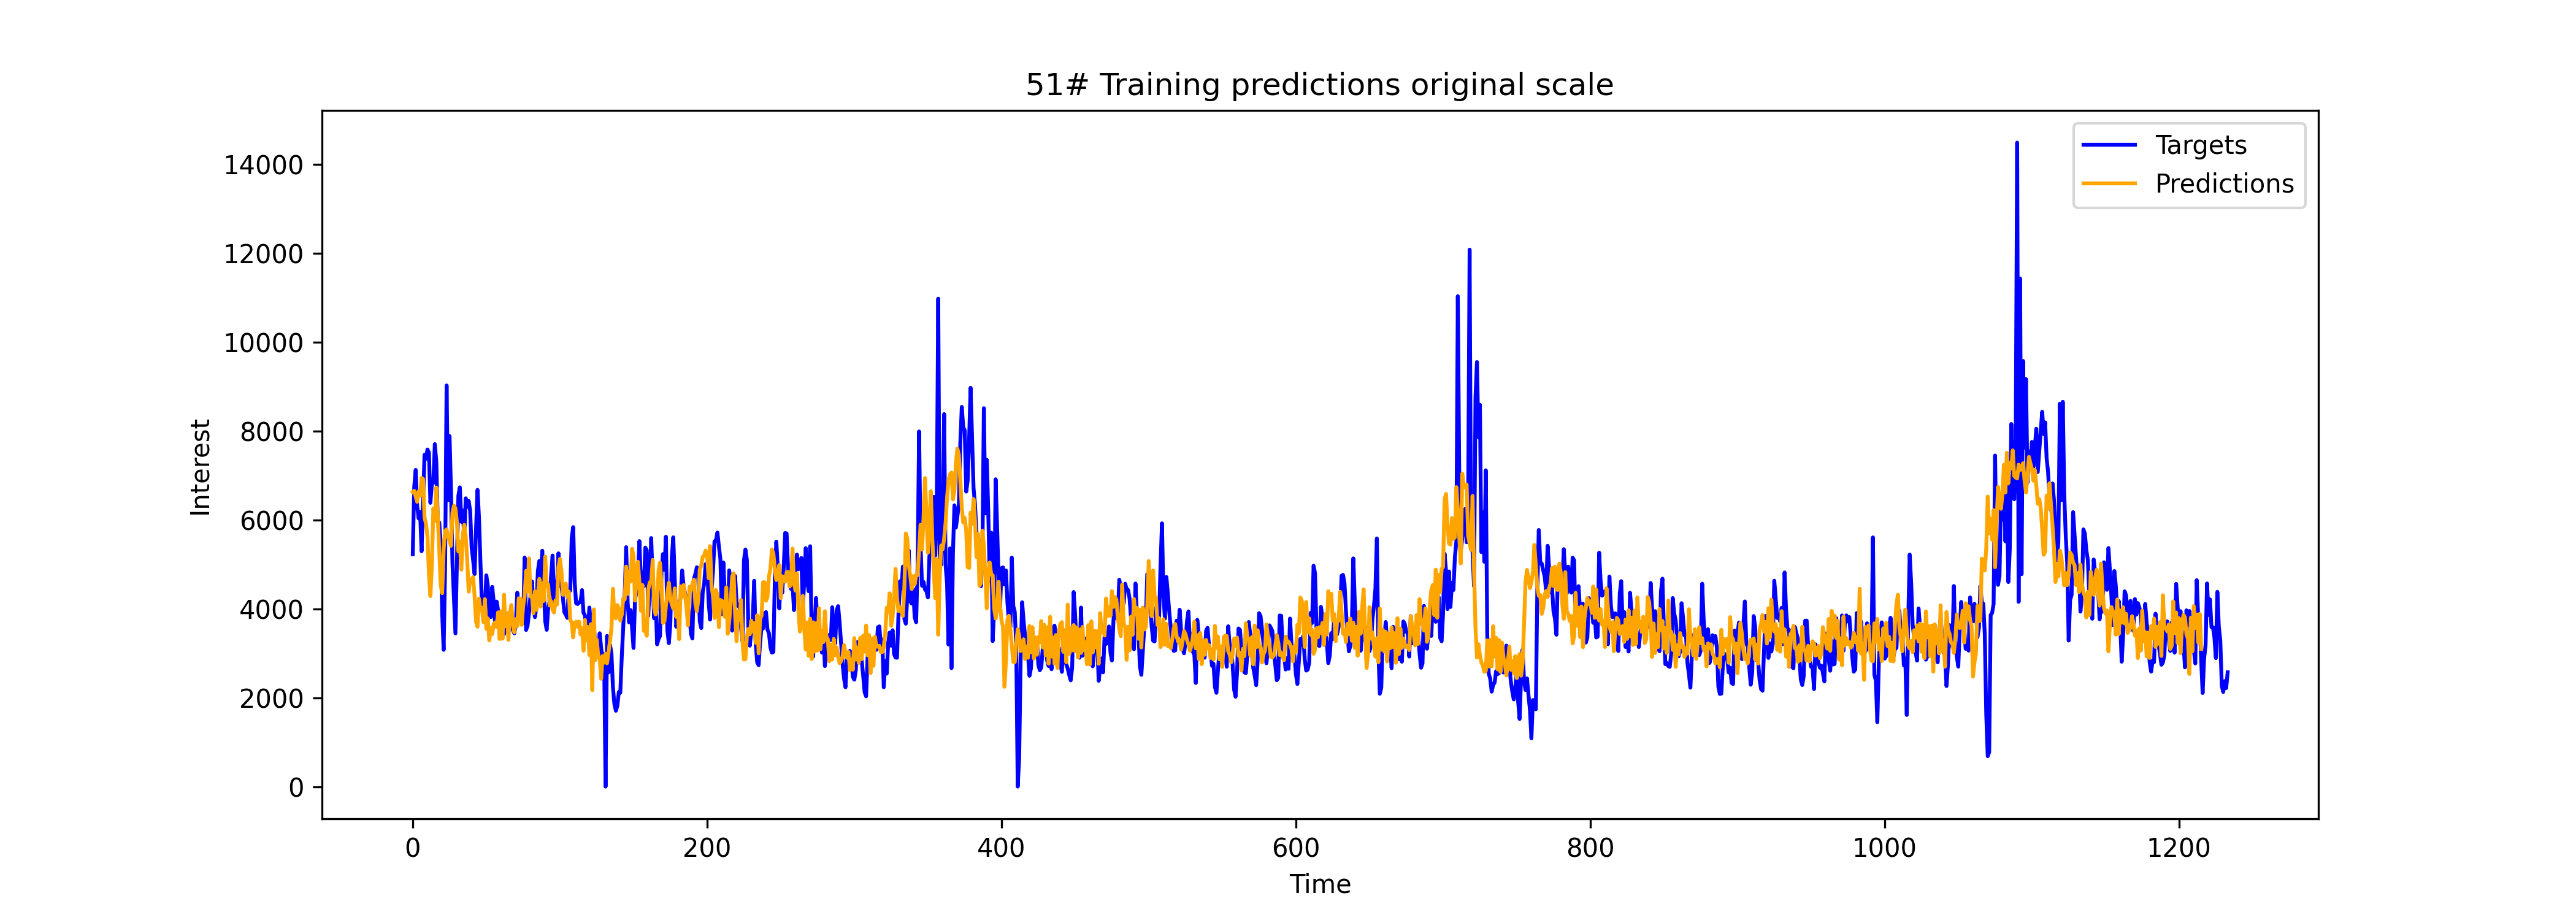 51# Training predictions original scale
Targets
Predictions
14000
12000
10000
8000
6000
4000
2000
0
Interest
0 200 400 600 800 1000 1200
Time